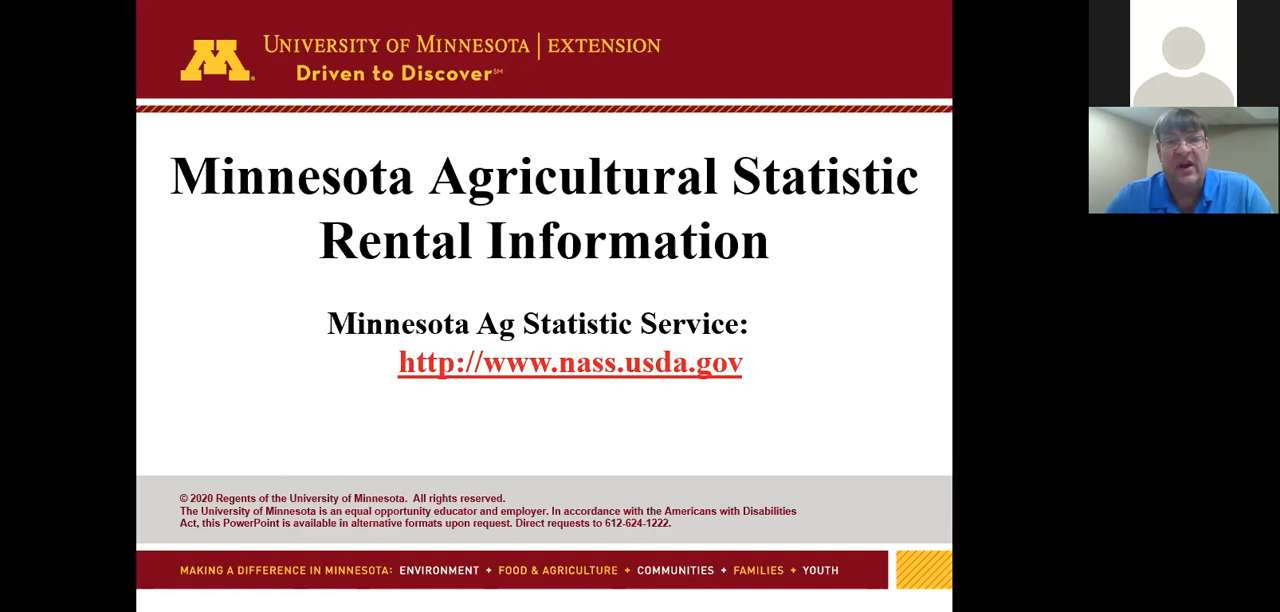 UNIVERSITY OF MINNESOTA | EXTENSION
Driven to Discover℠
Minnesota Agricultural Statistic
Rental Information
Minnesota Ag Statistic Service:
http://www.nass.usda.gov
© 2020 Regents of the University of Minnesota. All rights reserved.
The University of Minnesota is an equal opportunity educator and employer. In accordance with the Americans with Disabilities
Act, this PowerPoint is available in alternative formats upon request. Direct requests to 612-624-1222.
MAKING A DIFFERENCE IN MINNESOTA: ENVIRONMENT + FOOD & AGRICULTURE + COMMUNITIES + FAMILIES + YOUTH